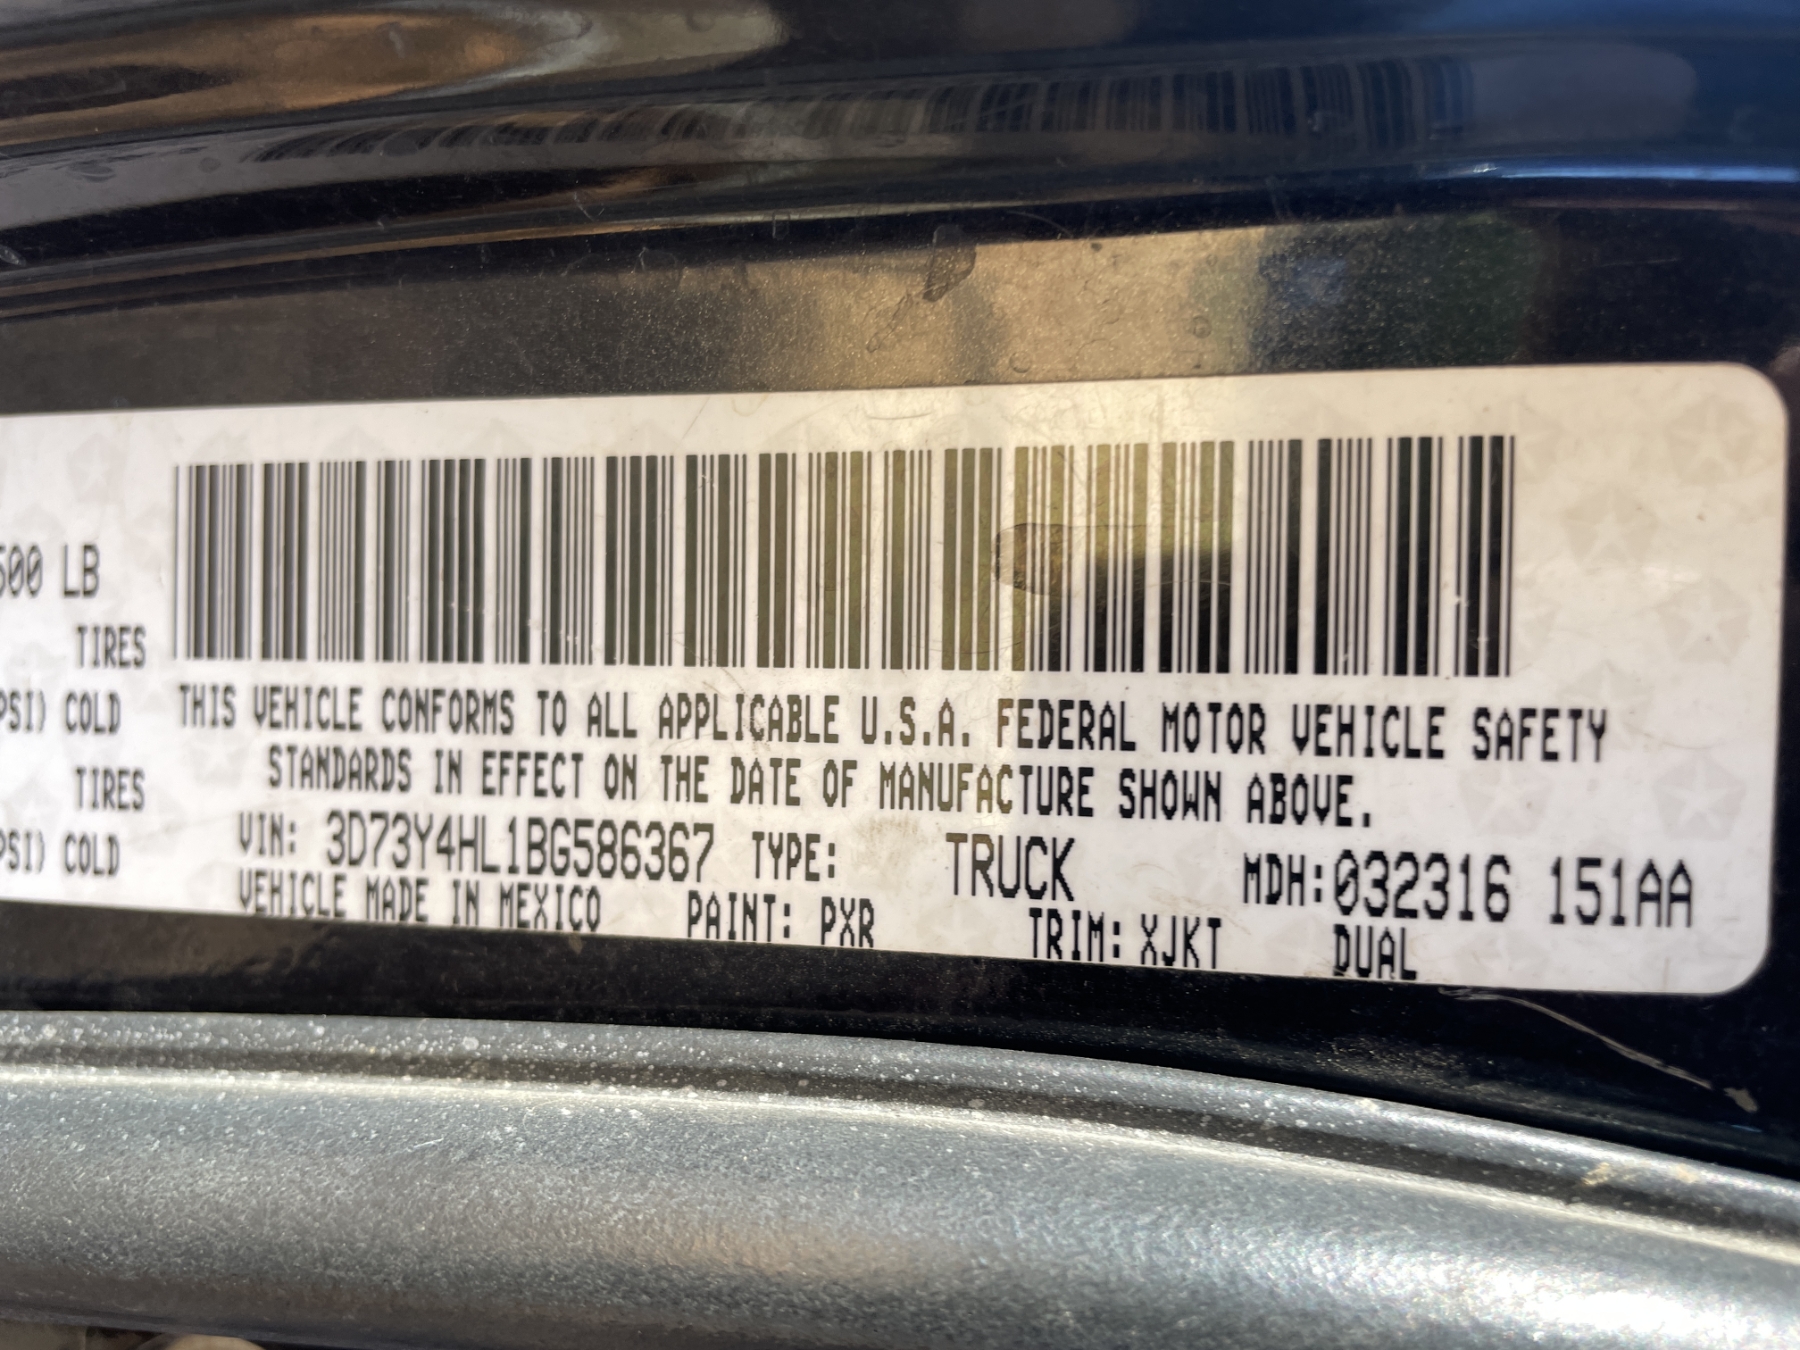 500 LB
TIRES
PSI) COLD
TIRES
PSI) COLD
THIS VEHICLE CONFORMS TO ALL APPLICABLE U.S.A. FEDERAL MOTOR VEHICLE SAFETY
STANDARDS IN EFFECT ON THE DATE OF MANUFACTURE SHOWN ABOVE.
VIN: 3D73Y4HL1BG586367 TYPE: TRUCK MDH:032316 151AA
VEHICLE MADE IN MEXICO PAINT: PXR TRIM: XJKT DUAL